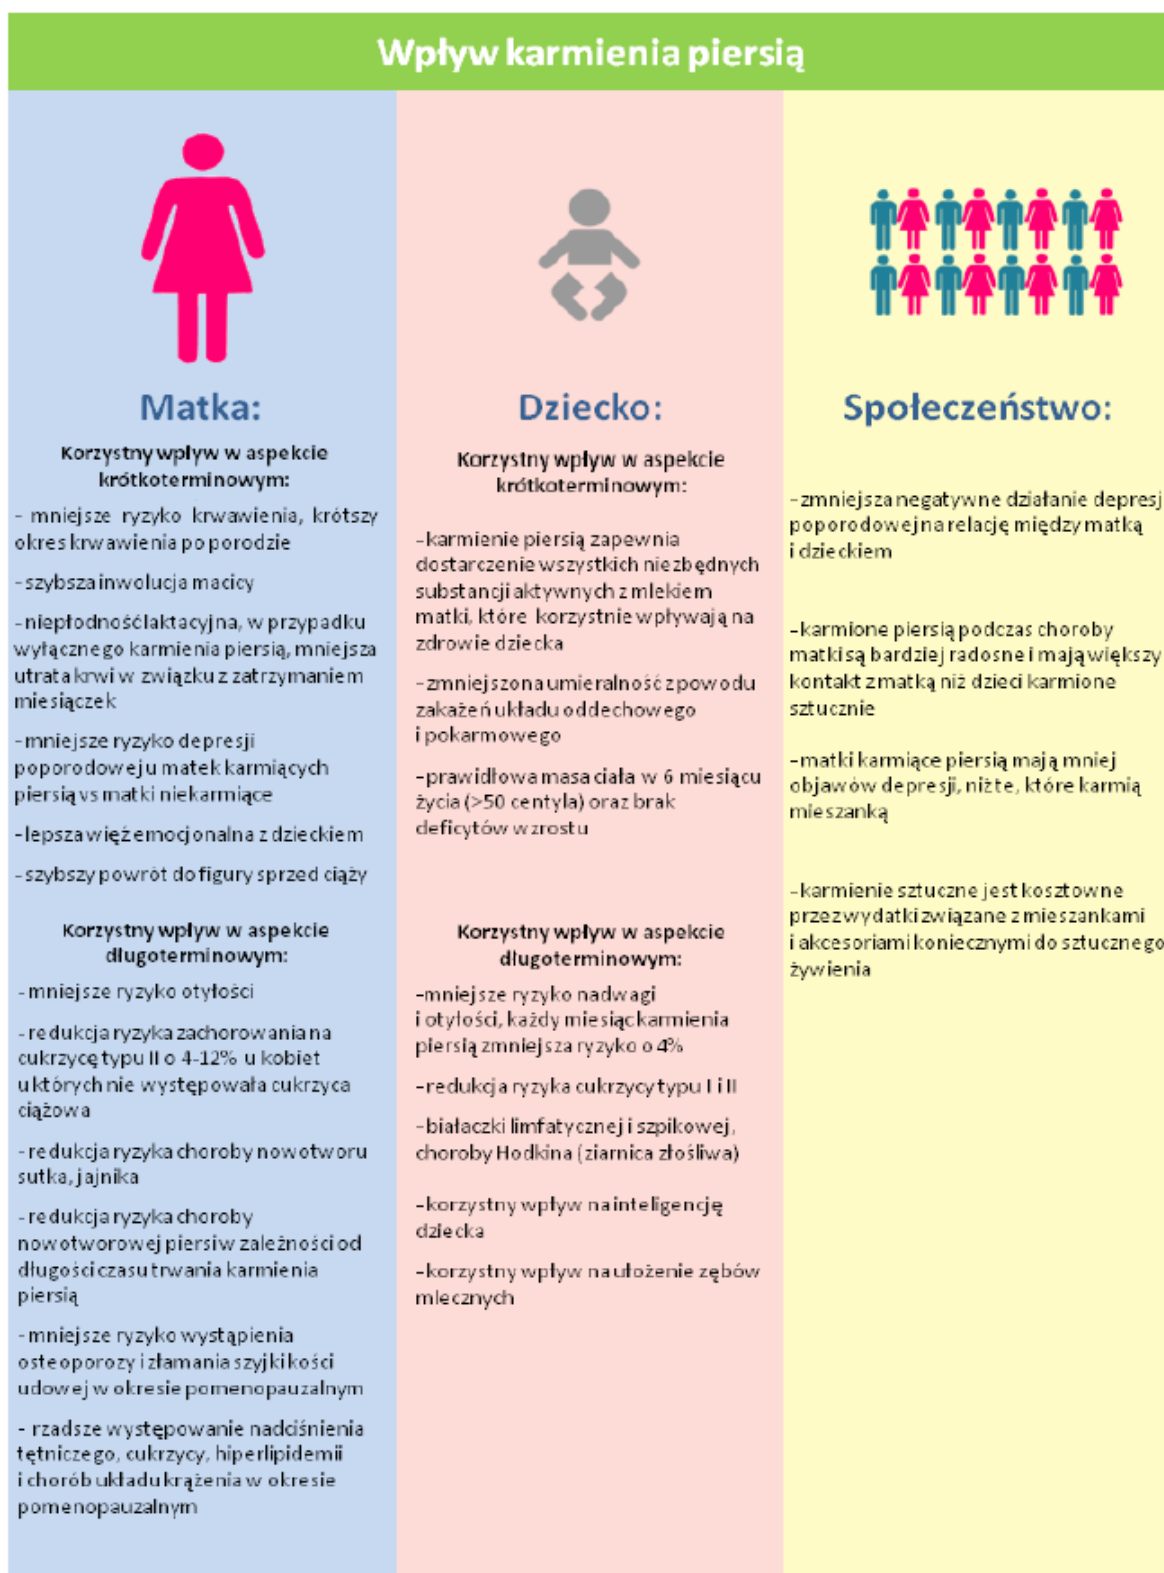 Wpływ karmienia piersią
Matka:
Korzystny wpływ w aspekcie
krótkoterminowym:
- mniejsze ryzyko krwawienia, krótszy
okres krwawienia po porodzie
- szybsza inwolucja macicy
- niepłodność laktacyjna, w przypadku
wyłącznego karmienia piersią, mniejsza
utrata krwi w związku z zatrzymaniem
miesiączek
- mniejsze ryzyko depresji
poporodowej u matek karmiących
piersią vs matki niekarmiące
- lepsza więź emocjonalna z dzieckiem
- szybszy powrót do figury sprzed ciąży
Korzystny wpływ w aspekcie
długoterminowym:
- mniejsze ryzyko otyłości
- redukcja ryzyka zachorowania na
cukrzycę typu II o 4-12% u kobiet
u których nie występowała cukrzyca
ciążowa
- redukcja ryzyka choroby nowotworu
sutka, jajnika
- redukcja ryzyka choroby
nowotworowej piersi w zależności od
długości czasu trwania karmienia
piersią
- mniejsze ryzyko wystąpienia
osteoporozy i złamania szyjki kości
udowej w okresie pomenopauzalnym
- rzadsze występowanie nadciśnienia
tętniczego, cukrzycy, hiperlipidemii
i chorób układu krążenia w okresie
pomenopauzalnym
Dziecko:
Korzystny wpływ w aspekcie
krótkoterminowym:
-karmienie piersią zapewnia
dostarczenie wszystkich niezbędnych
substancji aktywnych z mlekiem
matki, które korzystnie wpływają na
zdrowie dziecka
-zmniejszona umieralność z powodu
zakażeń układu oddechowego
i pokarmowego
-prawidłowa masa ciała w 6 miesiącu
życia (>50 centyla) oraz brak
deficytów wzrostu
Korzystny wpływ w aspekcie
długoterminowym:
-mniejsze ryzyko nadwagi
i otyłości, każdy miesiąc karmienia
piersią zmniejsza ryzyko o 4%
-redukcja ryzyka cukrzycy typu I i II
-białaczki limfatycznej i szpikowej,
choroby Hodkina (ziarnica złośliwa)
-korzystny wpływ na inteligencję
dziecka
-korzystny wpływ na ułożenie zębów
mlecznych
Społeczeństwo:
-zmniejsza negatywne działanie depresj
poporodowej na relację między matką
i dzieckiem
-karmione piersią podczas choroby
matki są bardziej radosne i mają większy
kontakt z matką niż dzieci karmione
sztucznie
-matki karmiące piersią mają mniej
objawów depresji, niż te, które karmią
mieszanką
-karmienie sztuczne jest kosztowne
przez wydatki związane z mieszankami
i akcesoriami koniecznymi do sztucznego
żywienia